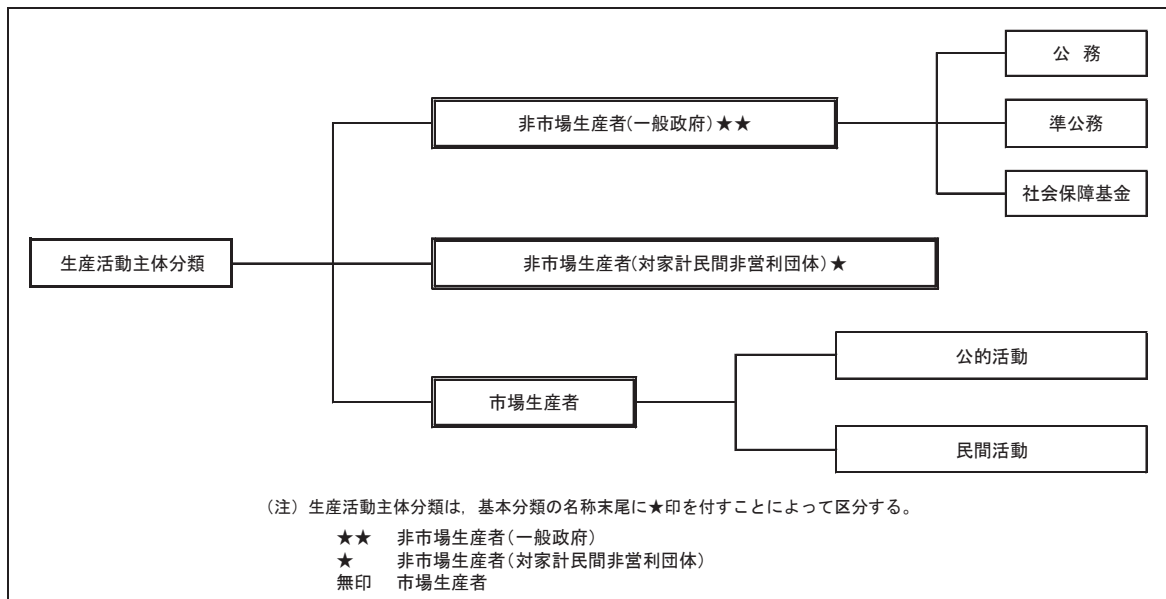 公 務
非市場生産者(一般政府)★★
準公務
社会保障基金
生産活動主体分類
非市場生産者(対家計民間非営利団体)★
公的活動
市場生産者
民間活動
(注)生産活動主体分類は,基本分類の名称末尾に★印を付すことによって区分する。
★★ 非市場生産者(一般政府)
★ 非市場生産者(対家計民間非営利団体)
無印 市場生産者